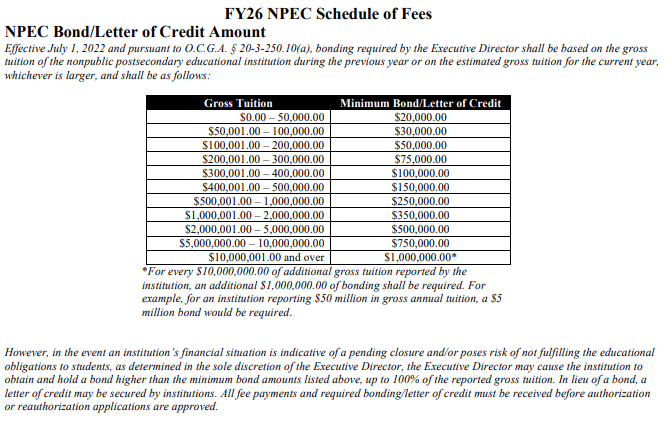 FY26 NPEC Schedule of Fees
NPEC Bond/Letter of Credit Amount
Effective July 1, 2022 and pursuant to O.C.G.A. § 20-3-250.10(a), bonding required by the Executive Director shall be based on the gross
tuition of the nonpublic postsecondary educational institution during the previous year or on the estimated gross tuition for the current year,
whichever is larger, and shall be as follows:
Gross Tuition Minimum Bond/Letter of Credit
$0.00 – 50,000.00 $20,000.00
$50,001.00 – 100,000.00 $30,000.00
$100,001.00 – 200,000.00 $50,000.00
$200,001.00 – 300,000.00 $75,000.00
$300,001.00 – 400,000.00 $100,000.00
$400,001.00 – 500,000.00 $150,000.00
$500,001.00 – 1,000,000.00 $250,000.00
$1,000,001.00 – 2,000,000.00 $350,000.00
$2,000,001.00 – 5,000,000.00 $500,000.00
$5,000,000.00 – 10,000,000.00 $750,000.00
$10,000,001.00 and over $1,000,000.00*
*For every $10,000,000.00 of additional gross tuition reported by the
institution, an additional $1,000,000.00 of bonding shall be required. For
example, for an institution reporting $50 million in gross annual tuition, a $5
million bond would be required.
However, in the event an institution's financial situation is indicative of a pending closure and/or poses risk of not fulfilling the educational
obligations to students, as determined in the sole discretion of the Executive Director, the Executive Director may cause the institution to
obtain and hold a bond higher than the minimum bond amounts listed above, up to 100% of the reported gross tuition. In lieu of a bond, a
letter of credit may be secured by institutions. All fee payments and required bonding/letter of credit must be received before authorization
or reauthorization applications are approved.